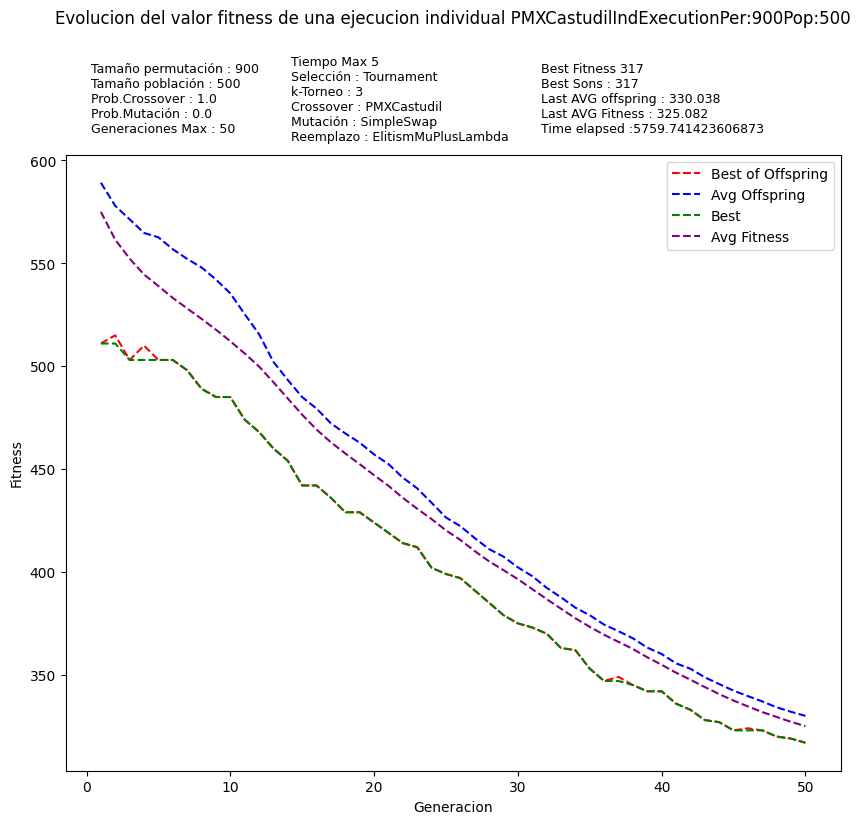 Evolucion del valor fitness de una ejecucion individual PMXCastudilIndExecutionPer:900Pop:500
Tamaño permutación : 900
Tamaño población : 500
Prob.Crossover : 1.0
Prob.Mutación : 0.0
Generaciones Max : 50
Tiempo Max 5
Selección : Tournament
k-Torneo : 3
Crossover : PMXCastudil
Mutación : SimpleSwap
Reemplazo : ElitismMuPlusLambda
Best Fitness 317
Best Sons : 317
Last AVG offspring : 330.038
Last AVG Fitness : 325.082
Time elapsed :5759.741423606873
Best of Offspring
Avg Offspring
Best
Avg Fitness
600
550
500
450
400
350
Fitness
0
10
20
30
40
50
Generacion